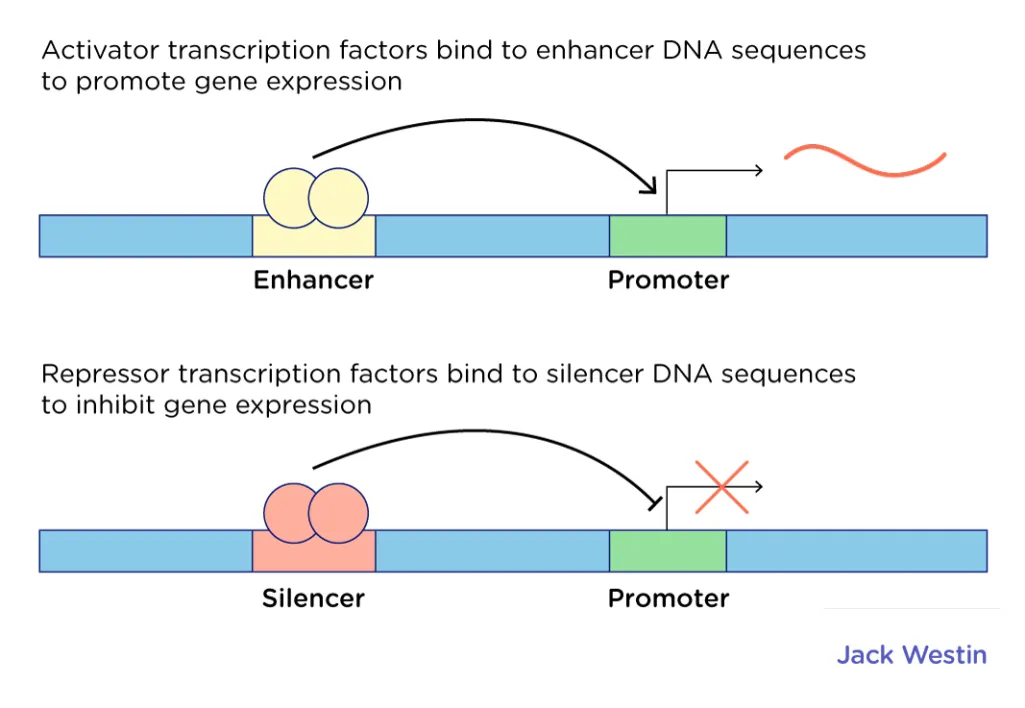 Activator transcription factors bind to enhancer DNA sequences
to promote gene expression
Enhancer
Promoter
Repressor transcription factors bind to silencer DNA sequences
to inhibit gene expression
Silencer
Promoter
Jack Westin